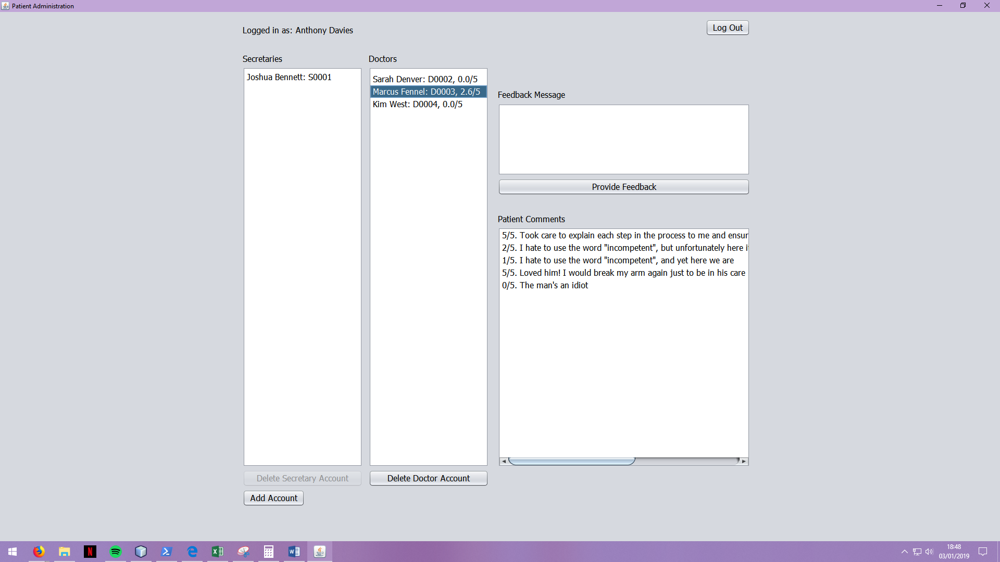 Patient Administration
Logged in as: Anthony Davies
Log Out
Secretaries
Joshua Bennett: S0001
Doctors
Sarah Denver: D0002, 0.0/5
Marcus Fennel: D0003, 2.6/5
Kim West: D0004, 0.0/5
Feedback Message
Provide Feedback
Patient Comments
5/5. Took care to explain each step in the process to me and ensur
2/5. I hate to use the word "incompetent", but unfortunately here i
1/5. I hate to use the word "incompetent", and yet here we are
5/5. Loved him! I would break my arm again just to be in his care
0/5. The man's an idiot
Delete Secretary Account
Delete Doctor Account
Add Account
18:48
03/01/2019